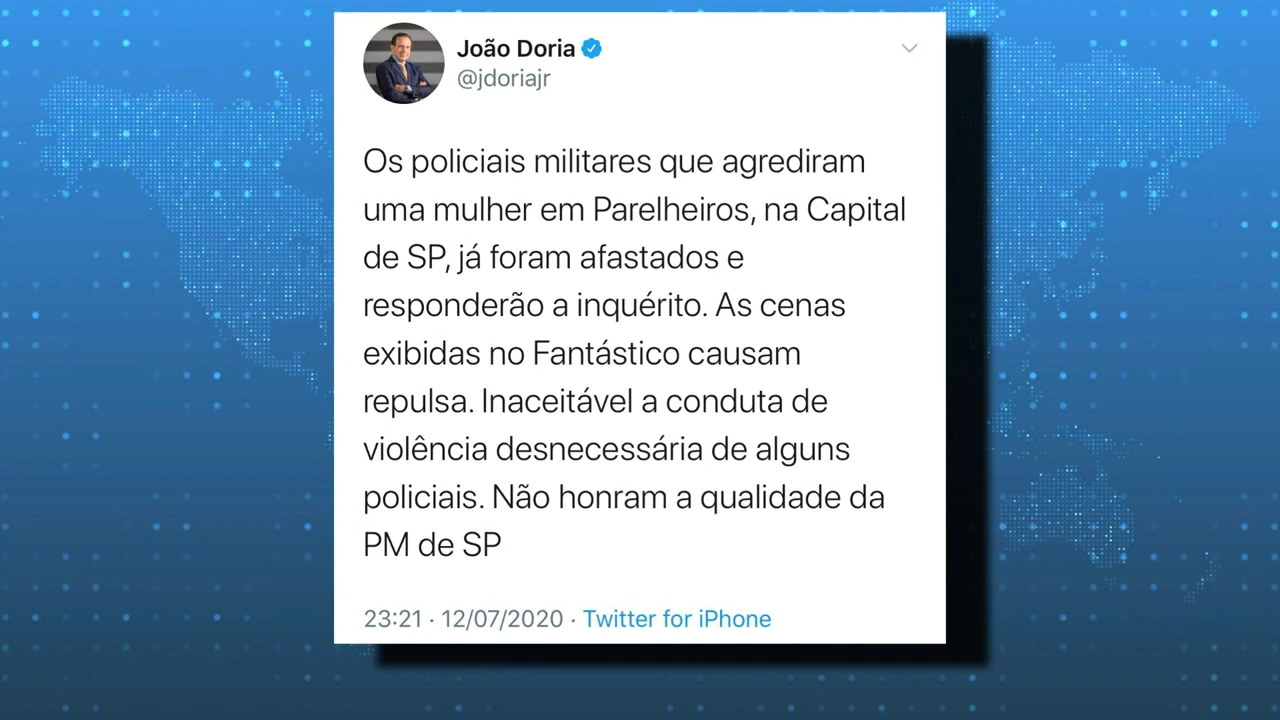 João Doria
@jdoriajr
Os policiais militares que agrediram
uma mulher em Parelheiros, na Capital
de SP, já foram afastados e
responderão a inquérito. As cenas
exibidas no Fantástico causam
repulsa. Inaceitável a conduta de
violência desnecessária de alguns
policiais. Não honram a qualidade da
PM de SP
23:21 · 12/07/2020 · Twitter for iPhone